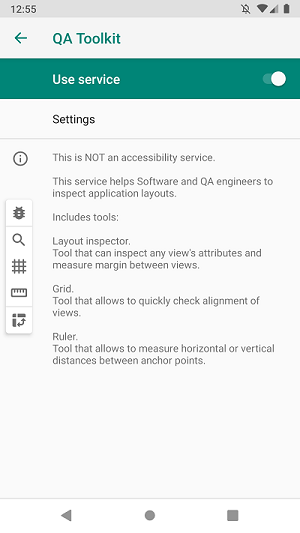 12:55
QA Toolkit
Use service
Settings
This is NOT an accessibility service.
This service helps Software and QA engineers to
inspect application layouts.
Includes tools:
Layout inspector.
Tool that can inspect any view's attributes and
measure margin between views.
Grid.
Tool that allows to quickly check alignment of
views.
Ruler.
Tool that allows to measure horizontal or vertical
distances between anchor points.